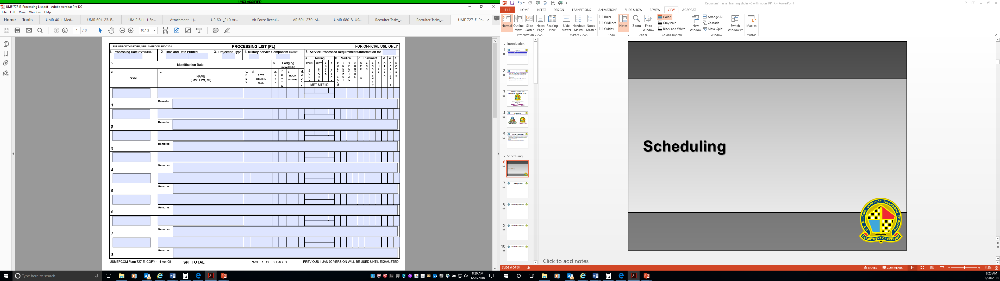 UNCLASSIFIED
UMF 727-E, Processing List.pdf - Adobe Acrobat Pro DC
File Edit View Window Help
Home Tools UMR 40-1 Med... UMR 601-23, E... UM R 611-1 En... Attachment 1 (... UR 601_210 Ar... Air Force Recrui... AR 601-270 M... UMR 680-3, US... Recruiter Tasks_... Recruiter Tasks_... UMF 727-E, Pr... ×
1 / 3 96.1%
FOR USE OF THIS FORM, SEE USMEPCOM REG 715-4 PROCESSING LIST (PL) FOR OFFICIAL USE ONLY
1. Processing Date (YYYYMMDD) 2. Time and Date Printed 3. Projection Type 4. Military Service Component (Specify) 7. Service Processed Requirements/Information for
a. Testing b. Medical c. Enlistment d. e. f.
5. Identification Data 6. Lodging (Arrival Data)
EDUC LEVEL AFQT SCORE ASVAB SPECIAL FULL EXAM INSPECT SPECIAL CONSULT DEP IN ACC ACC&SHIP SHIP OTHER 601-23-4 NOTES
a. SSN b. NAME (Last, First, MI) c. SEX d. RCTG STATION NO/ID a. Y/N b. DATE c. HOUR (Mil Time) d. MODE
MET SITE ID
Remarks:
1
Remarks:
2
Remarks:
3
Remarks:
4
Remarks:
5
Remarks:
6
Remarks:
7
Remarks:
8
USMEPCOM Form 727-E, COPY 1, 4 Apr 08 SPF TOTAL PAGE 1 OF 3 PAGES PREVIOUS 1 JAN 90 VERSION WILL BE USED UNTIL EXHAUSTED
Type here to search
8:20 AM
6/20/2018
Recruiters' Tasks_Training Slides v6 with notes.PPTX - PowerPoint
FILE HOME INSERT DESIGN TRANSITIONS ANIMATIONS SLIDE SHOW REVIEW VIEW ACROBAT
Normal Outline View Slide Sorter Notes Page Reading View
Presentation Views
Slide Master Handout Master Notes Master
Master Views
Ruler
Gridlines
Guides
Notes
Show
Zoom Fit to Window
Zoom
Color
Grayscale
Black and White
Color/Grayscale
New Window
Arrange All
Cascade
Move Split
Switch Windows
Window
Macros
Macros
Introduction
1
2
3
Service Liaison and
Guidance Counselor TASKS
4
5
Scheduling
6
Scheduling
7
8
9
10
Scheduling
U.S. MILITARY ENTRANCE PROCESSING COMMAND
DEPARTMENT OF DEFENSE
Click to add notes
SLIDE 6 OF 54 NOTES COMMENTS 112%
8:20 AM
6/20/2018